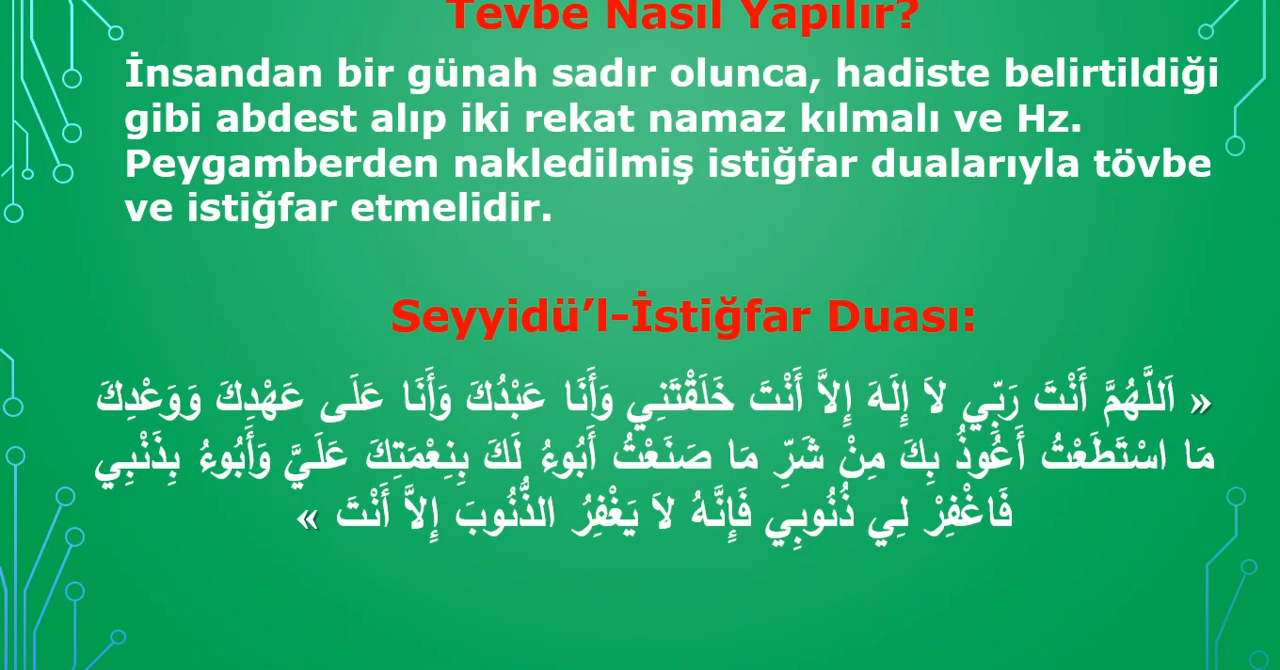 Tevbe Nasıl Yapılır?
İnsandan bir günah sadır olunca, hadiste belirtildiği
gibi abdest alıp iki rekat namaz kılmalı ve Hz.
Peygamberden nakledilmiş istiğfar dualarıyla tövbe
ve istiğfar etmelidir.
Seyyidü’l-İstiğfar Duası:
« اَللَّهُمَّ أَنْتَ رَبِّي لاَ إِلَهَ إِلاَّ أَنْتَ خَلَقْتَنِي وَأَنَا عَبْدُكَ وَأَنَا عَلَى عَهْدِكَ وَوَعْدِكَ
مَا اسْتَطَعْتُ أَعُوذُ بِكَ مِنْ شَرِّ مَا صَنَعْتُ أَبُوءُ لَكَ بِنِعْمَتِكَ عَلَيَّ وَأَبُوءُ بِذَنْبِي
فَاغْفِرْ لِي ذُنُوبِي فَإِنَّهُ لاَ يَغْفِرُ الذُّنُوبَ إِلاَّ أَنْتَ »